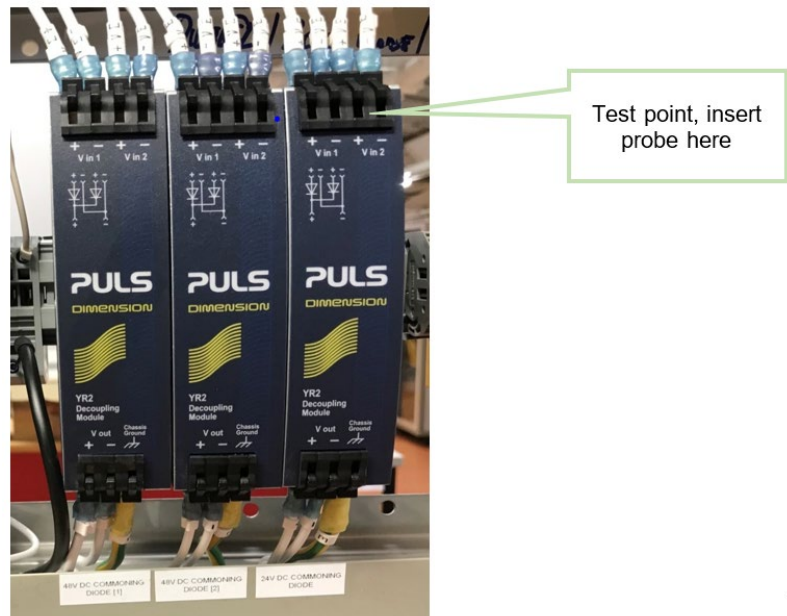 Test point, insert
probe here
+ − + −
V in 1 V in 2
+ − + −
V in 1 V in 2
+ − + −
V in 1 V in 2
+ − + −
+ −
+ − + −
+ −
+ − + −
+ −
PULS
DIMENSION
YR2
Decoupling
Module
V out
Chassis
Ground
+ −
PULS
DIMENSION
YR2
Decoupling
Module
V out
Chassis
Ground
+ −
PULS
DIMENSION
YR2
Decoupling
Module
V out
Chassis
Ground
+ −
48V DC COMMONING
DIODE [1]
48V DC COMMONING
DIODE [2]
24V DC COMMONING
DIODE